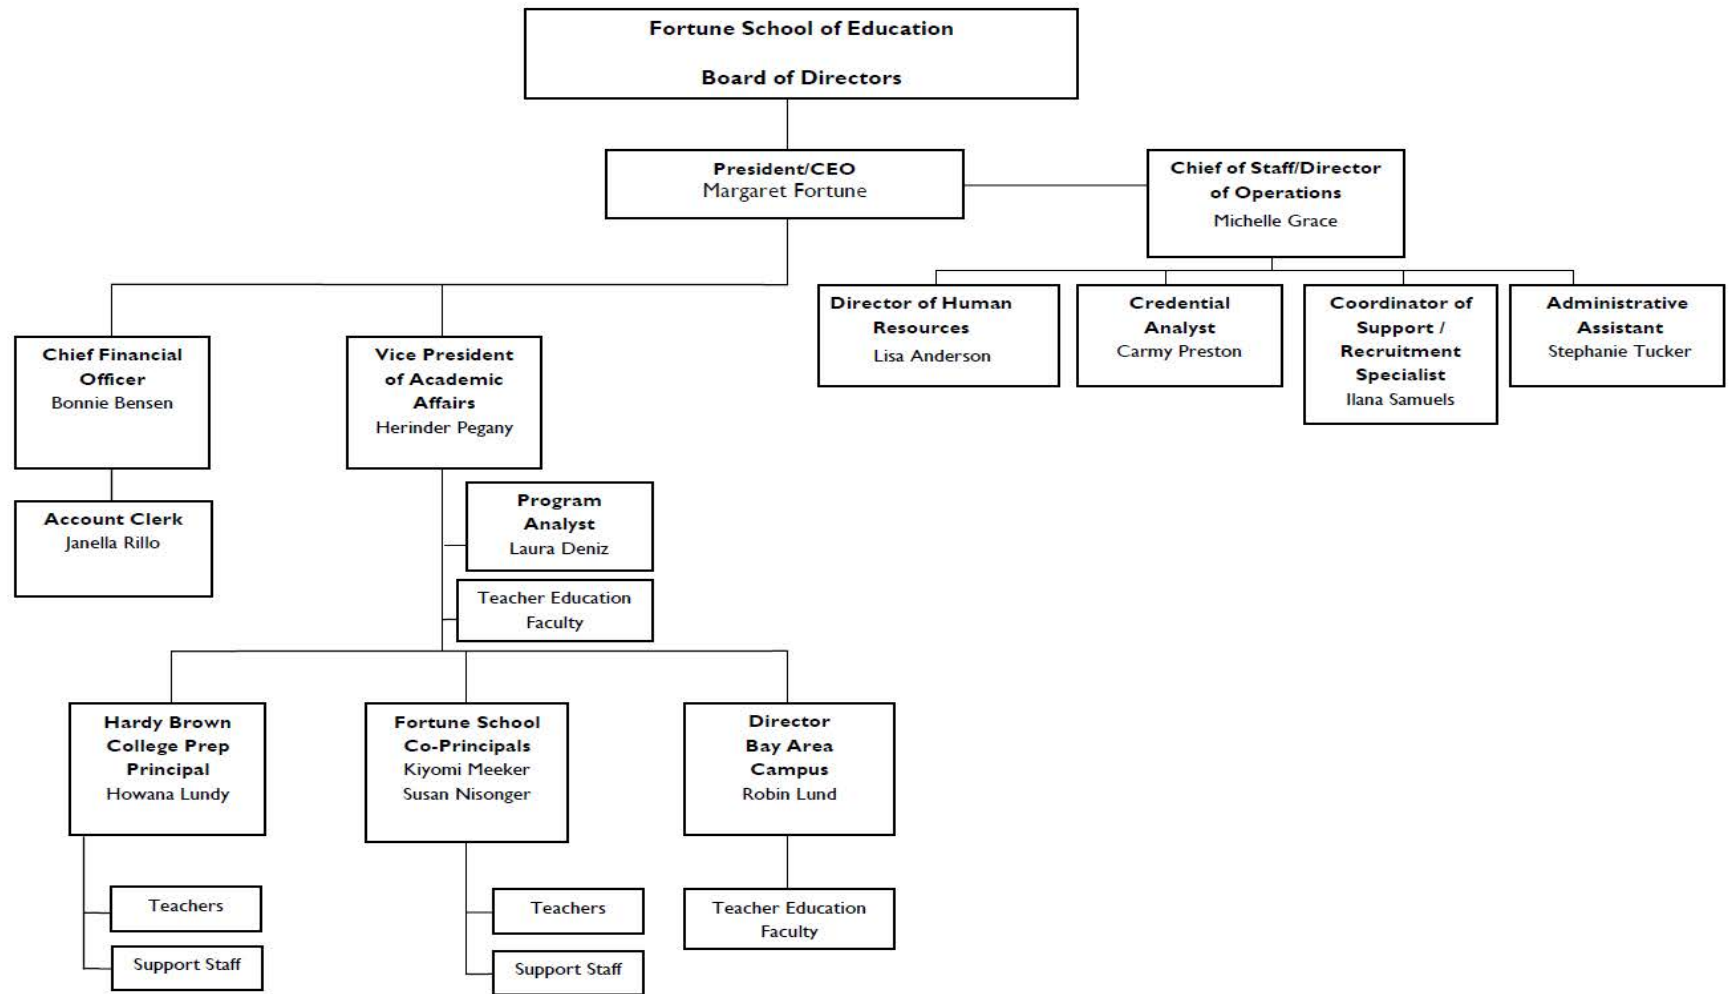 Fortune School of Education
Board of Directors
President/CEO
Margaret Fortune
Chief of Staff/Director
of Operations
Michelle Grace
Director of Human
Resources
Lisa Anderson
Credential
Analyst
Carmy Preston
Coordinator of
Support /
Recruitment
Specialist
Ilana Samuels
Administrative
Assistant
Stephanie Tucker
Chief Financial
Officer
Bonnie Bensen
Vice President
of Academic
Affairs
Herinder Pegany
Account Clerk
Janella Rillo
Program
Analyst
Laura Deniz
Teacher Education
Faculty
Hardy Brown
College Prep
Principal
Howana Lundy
Fortune School
Co-Principals
Kiyomi Meeker
Susan Nisonger
Director
Bay Area
Campus
Robin Lund
Teachers
Support Staff
Teachers
Support Staff
Teacher Education
Faculty